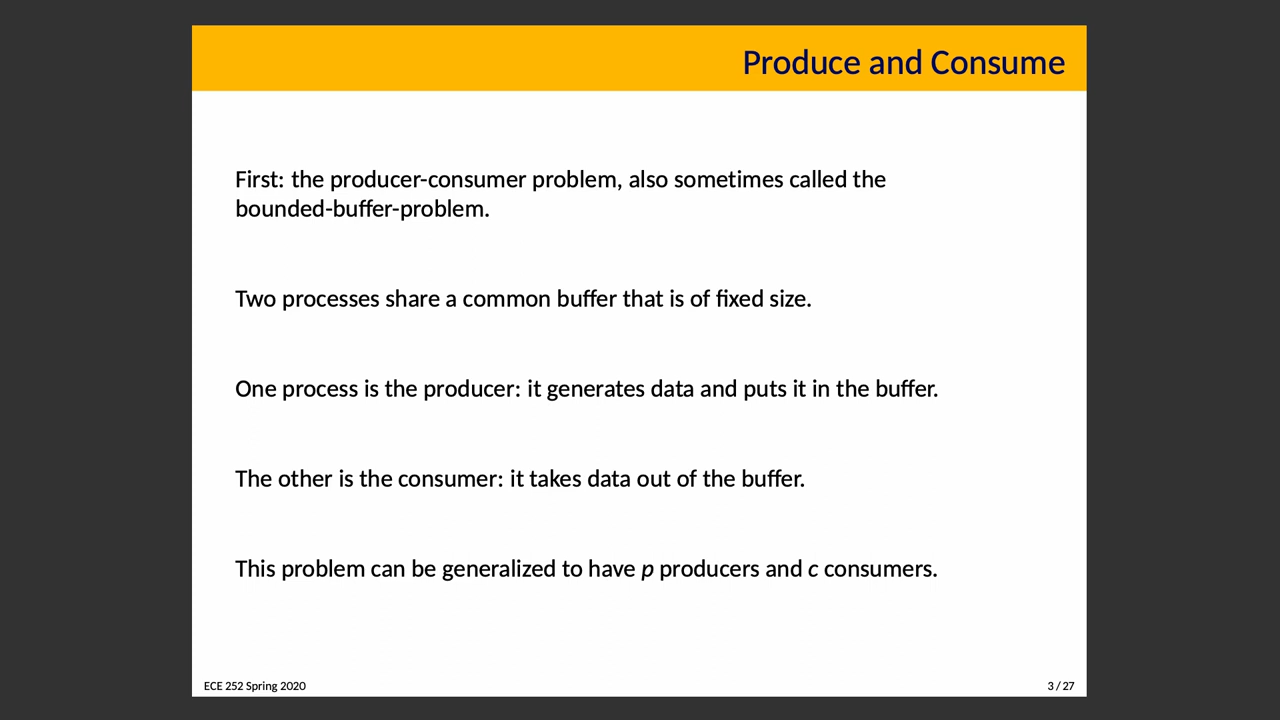 Produce and Consume
First: the producer-consumer problem, also sometimes called the
bounded-buffer-problem.
Two processes share a common buffer that is of fixed size.
One process is the producer: it generates data and puts it in the buffer.
The other is the consumer: it takes data out of the buffer.
This problem can be generalized to have p producers and c consumers.
ECE 252 Spring 2020
3 / 27